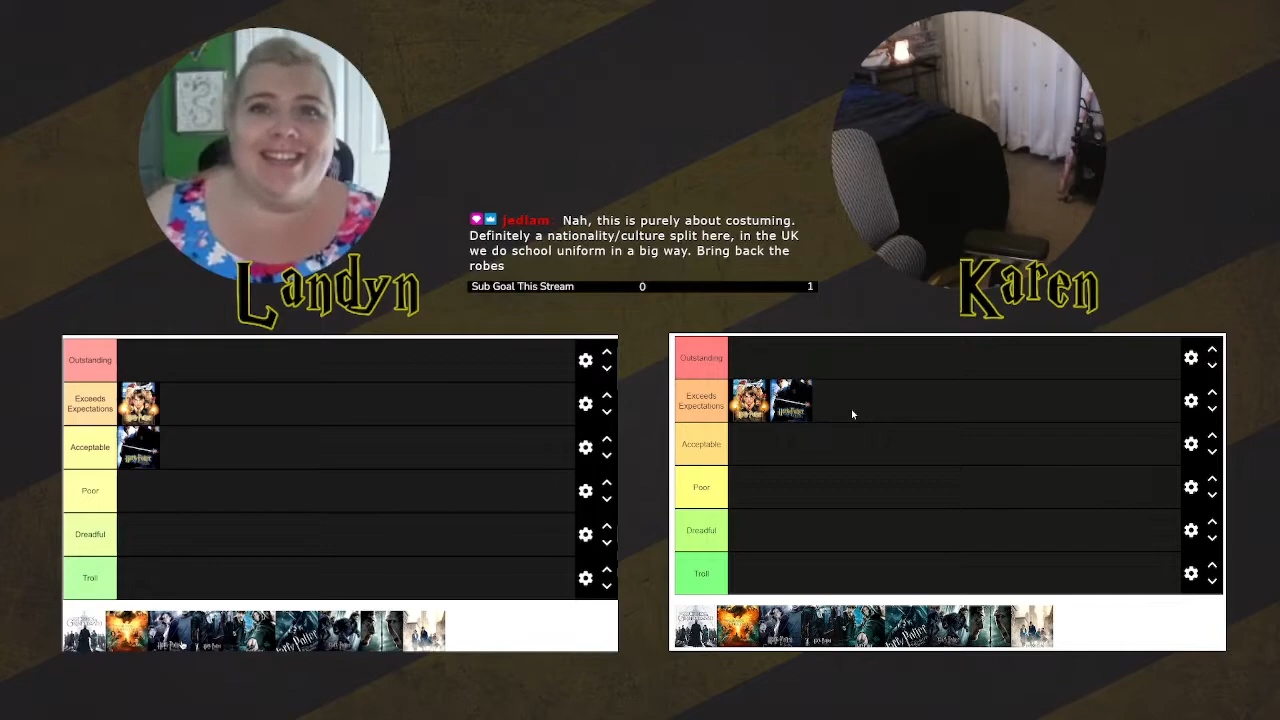 jedlam: Nah, this is purely about costuming.
Definitely a nationality/culture split here, in the UK
we do school uniform in a big way. Bring back the
robes
Sub Goal This Stream 0 1
Landyn
Karen
Outstanding
Exceeds
Expectations
Acceptable
Poor
Dreadful
Troll
Outstanding
Exceeds
Expectations
Acceptable
Poor
Dreadful
Troll